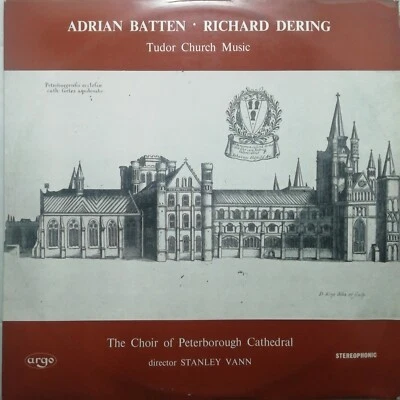 ADRIAN BATTEN · RICHARD DERING
Tudor Church Music
The Choir of Peterborough Cathedral
director STANLEY VANN
argo
STEREOPHONIC